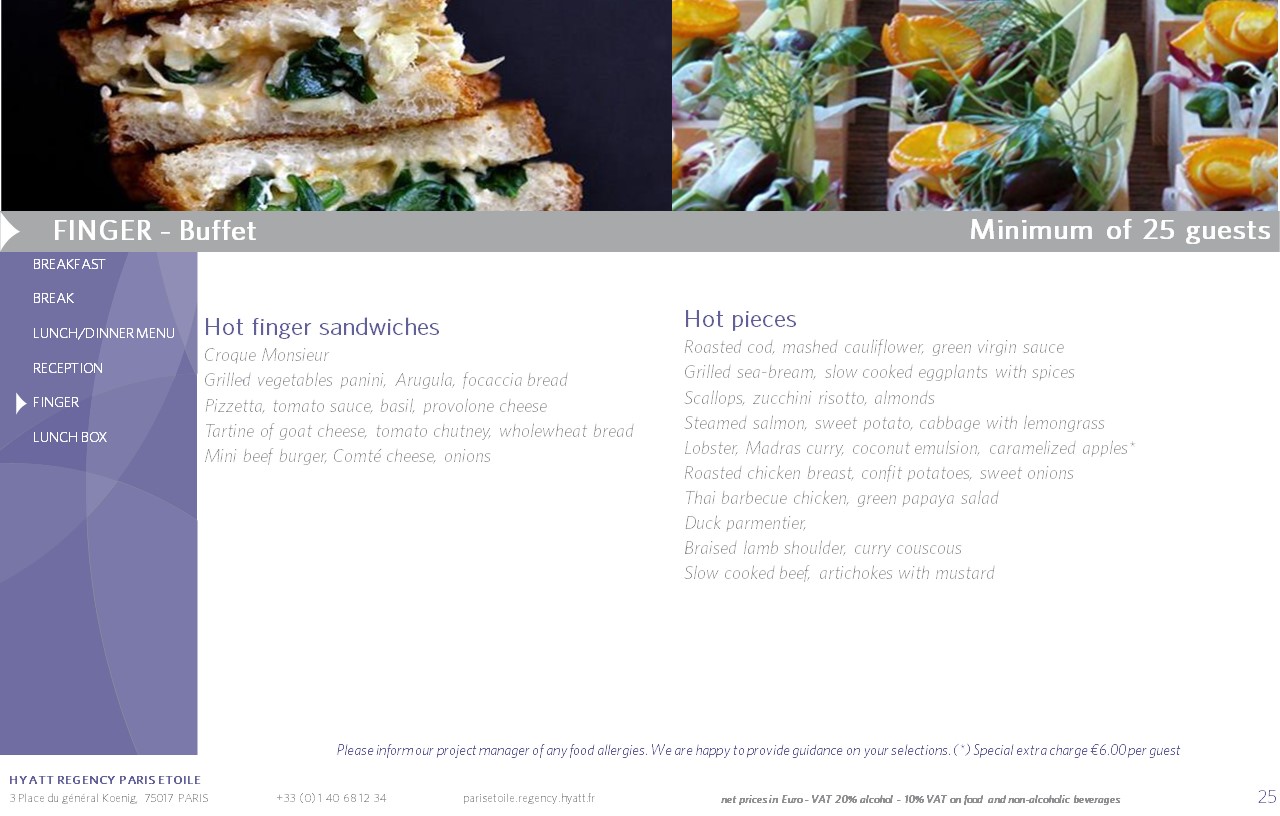 FINGER - Buffet
Minimum of 25 guests
BREAKFAST
BREAK
LUNCH/DINNER MENU
RECEPTION
FINGER
LUNCH BOX
Hot finger sandwiches
Croque Monsieur
Grilled vegetables panini, Arugula, focaccia bread
Pizzetta, tomato sauce, basil, provolone cheese
Tartine of goat cheese, tomato chutney, wholewheat bread
Mini beef burger, Comté cheese, onions
Hot pieces
Roasted cod, mashed cauliflower, green virgin sauce
Grilled sea-bream, slow cooked eggplants with spices
Scallops, zucchini risotto, almonds
Steamed salmon, sweet potato, cabbage with lemongrass
Lobster, Madras curry, coconut emulsion, caramelized apples*
Roasted chicken breast, confit potatoes, sweet onions
Thai barbecue chicken, green papaya salad
Duck parmentier,
Braised lamb shoulder, curry couscous
Slow cooked beef, artichokes with mustard
Please inform our project manager of any food allergies. We are happy to provide guidance on your selections. (*) Special extra charge €6.00 per guest
HYATT REGENCY PARIS ETOILE
3 Place du général Koenig, 75017 PARIS
+33 (0)1 40 68 12 34
parisetoile.regency.hyatt.fr
net prices in Euro - VAT 20% alcohol - 10% VAT on food and non-alcoholic beverages
25